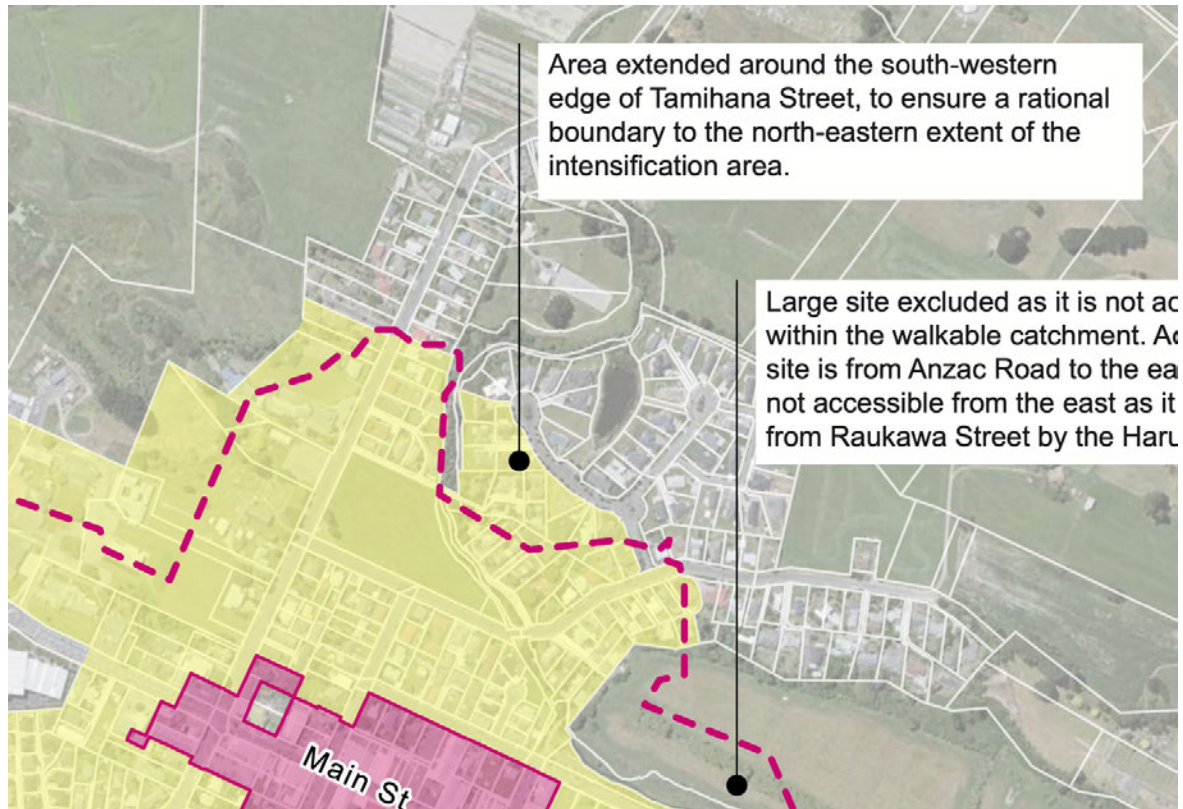 Area extended around the south-western
edge of Tamihana Street, to ensure a rational
boundary to the north-eastern extent of the
intensification area.
Large site excluded as it is not
within the walkable catchment.
site is from Anzac Road to the
not accessible from the east as it
from Raukawa Street by the
Main St